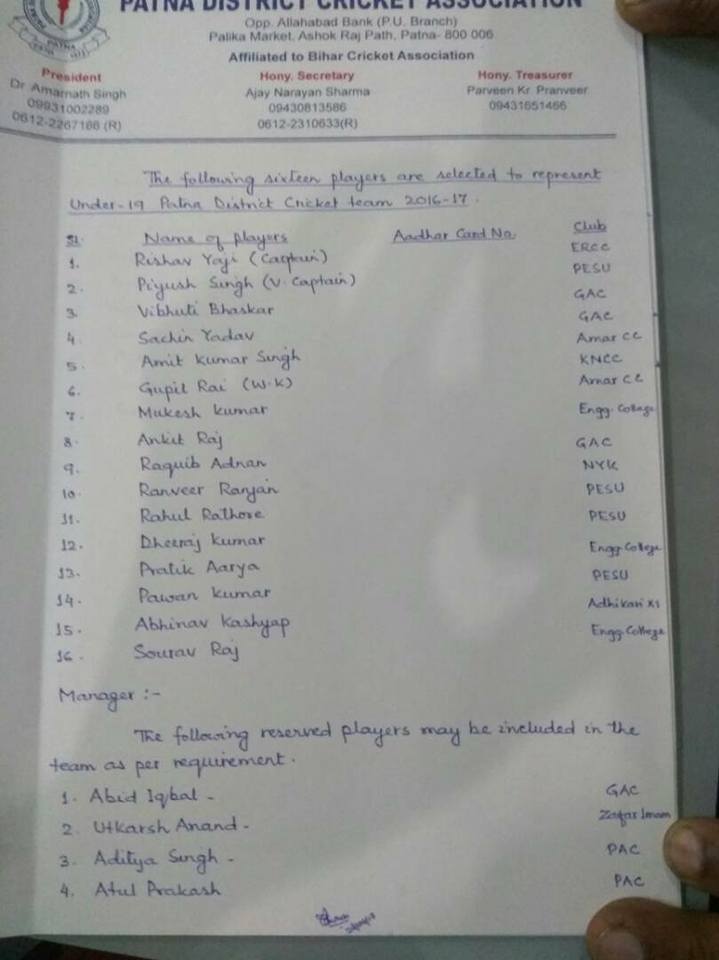 PATNA DISTRICT CRICKET ASSOCIATION
Opp. Allahabad Bank (P.U. Branch)
Palika Market, Ashok Raj Path, Patna- 800 006
Affiliated to Bihar Cricket Association
President Hony. Secretary Hony. Treasurer
Dr Amarnath Singh Ajay Narayan Sharma Parveen Kr. Pranveer
09931002289 09430813586 09431651466
0612-2267166 (R) 0612-2310633(R)
The following sixteen players are selected to represent
Under-19 Patna District Cricket team 2016-17.
Sl. Name of players Aadhar Card No. Club
1. Rishav Yaji (Captain) ERCC
2. Piyush Singh (V. Captain) PESU
3. Vibhuti Bhaskar GAC
4. Sachin Yadav GAC
5. Amit Kumar Singh Amar CC
6. Gupil Rai (W.K) KNCC
7. Mukesh Kumar Amar CC
8. Ankit Raj Engg. College
9. Raquib Adnan GAC
10. Ranveer Ranjan NYK
11. Rahul Rathore PESU
12. Dheeraj Kumar PESU
13. Pratik Aarya Engg College
14. Pawan Kumar PESU
15. Abhinav Kashyap Adhikari XI
16. Sourav Raj Engg. College
Manager :-
The following reserved players may be included in the
team as per requirement.
1. Abid Iqbal - GAC
2. Utkarsh Anand - Zafar Imam
3. Aditya Singh - PAC
4. Atul Prakash PAC